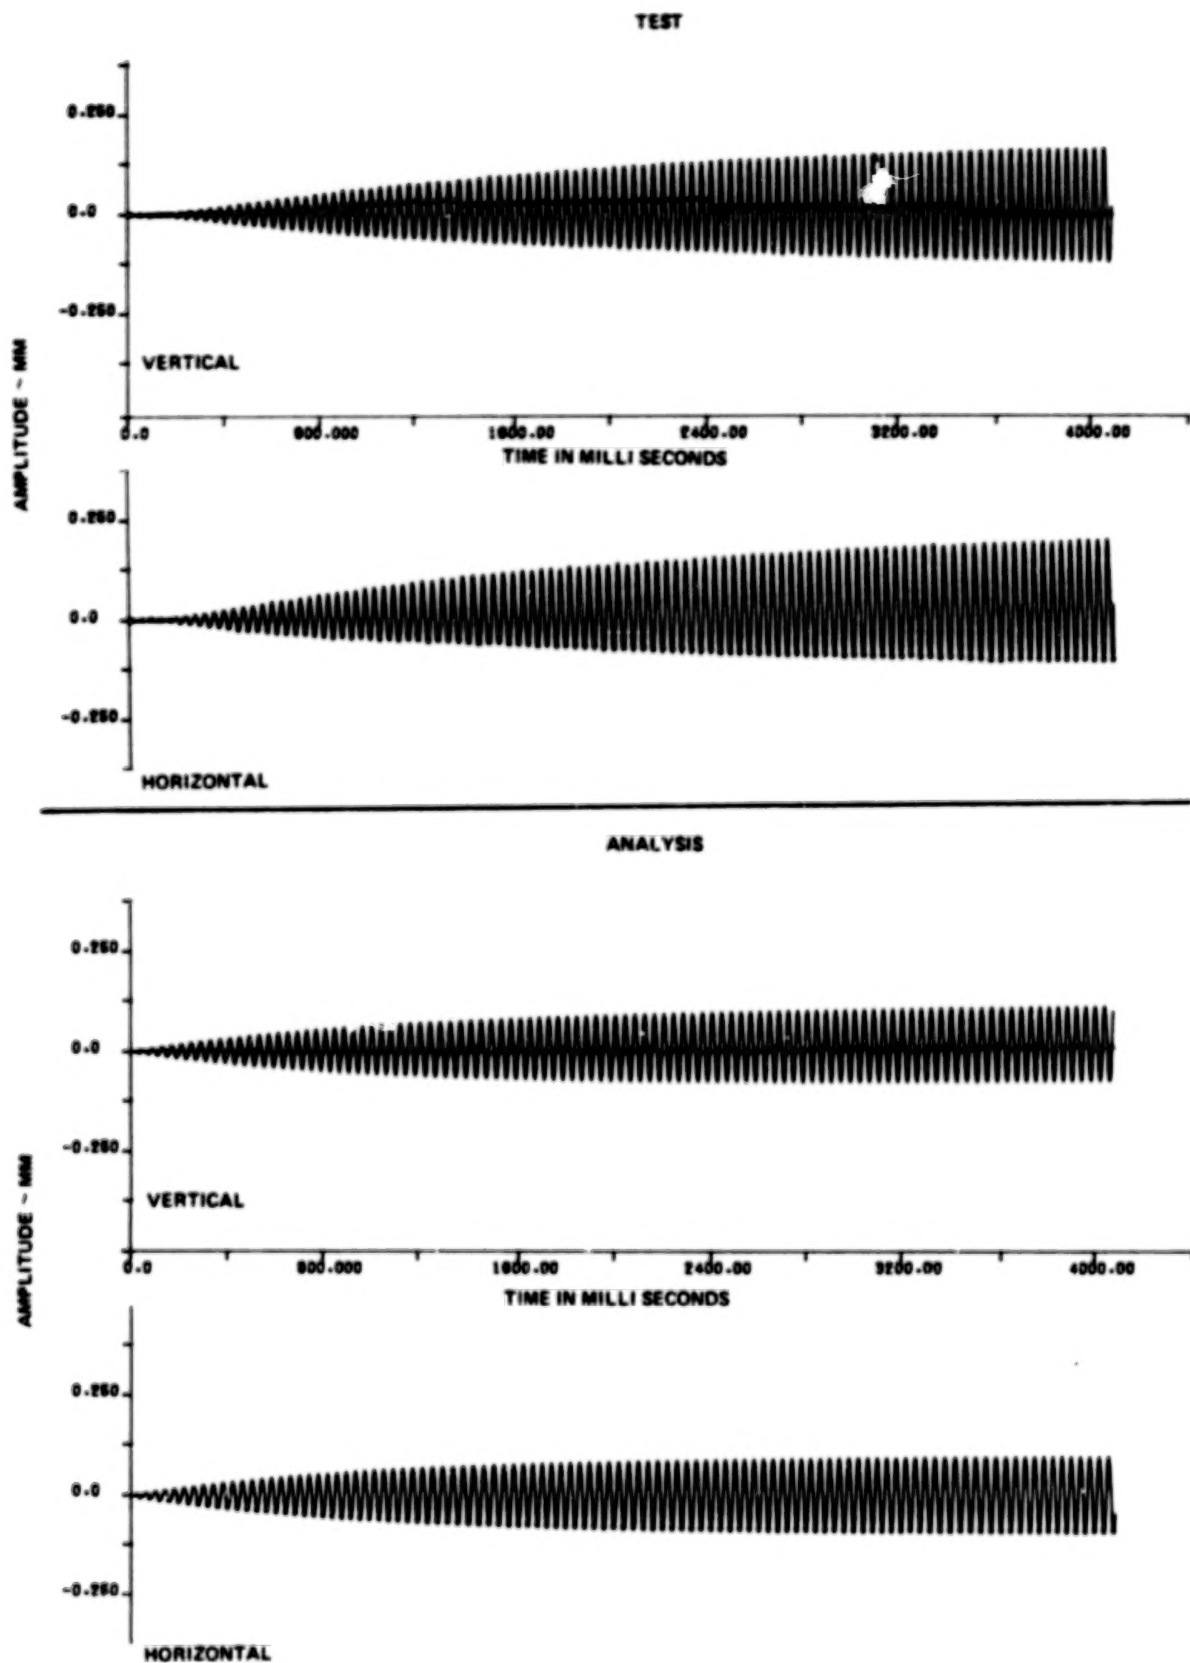 TEST
0.250
0.0
-0.250
VERTICAL
0.0 800.000 1600.00 2400.00 3200.00 4000.00
TIME IN MILLI SECONDS
AMPLITUDE ~ MM
0.250
0.0
-0.250
HORIZONTAL
ANALYSIS
0.250
0.0
-0.250
VERTICAL
0.0 800.000 1600.00 2400.00 3200.00 4000.00
TIME IN MILLI SECONDS
AMPLITUDE ~ MM
0.250
0.0
-0.250
HORIZONTAL